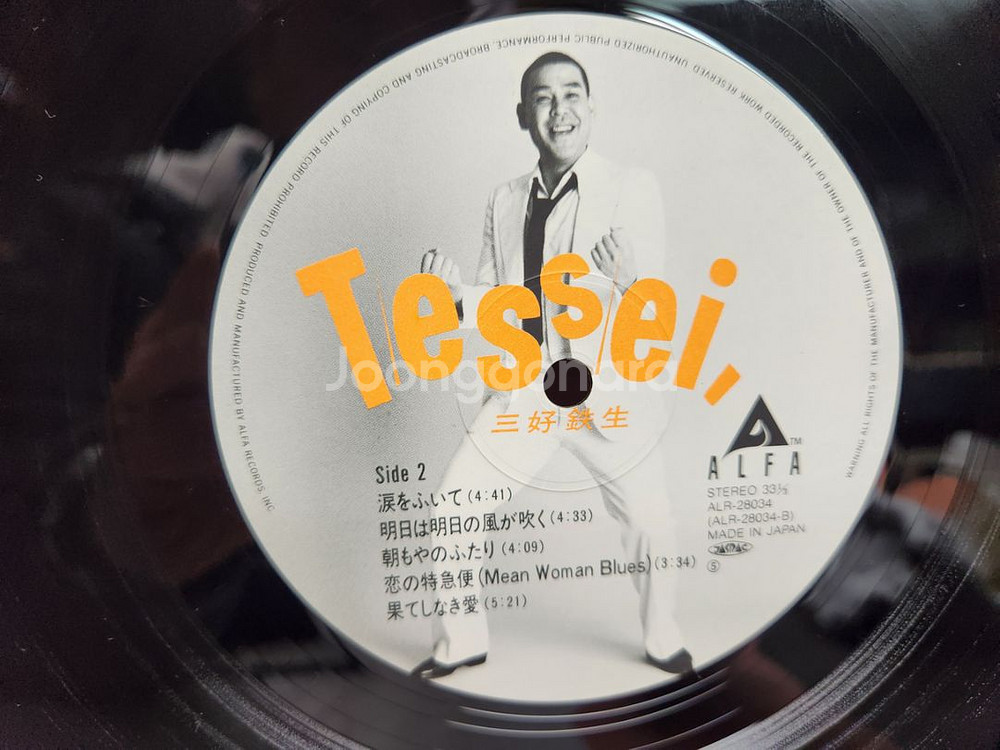 UNAUTHORIZED PUBLIC PERFORMANCE, BROADCASTING AND COPYING OF THIS RECORD PROHIBITED PRODUCED AND MANUFACTURED BY ALFA RECORDS, INC.
WARNING ALL RIGHTS OF THE MANUFACTURER AND OF THE OWNER OF THE RECORDED WORK RESERVED
Tessei,
Joongonara
三好鉄生
Side 2
涙をふいて(4:41)
明日は明日の風が吹く(4:33)
朝もやのふたり(4:09)
恋の特急便(Mean Woman Blues)(3:34)
果てしなき愛(5:21)
ALFA
TM
STEREO 33⅓
ALR-28034
(ALR-28034-B)
MADE IN JAPAN
JASRAC
⑤